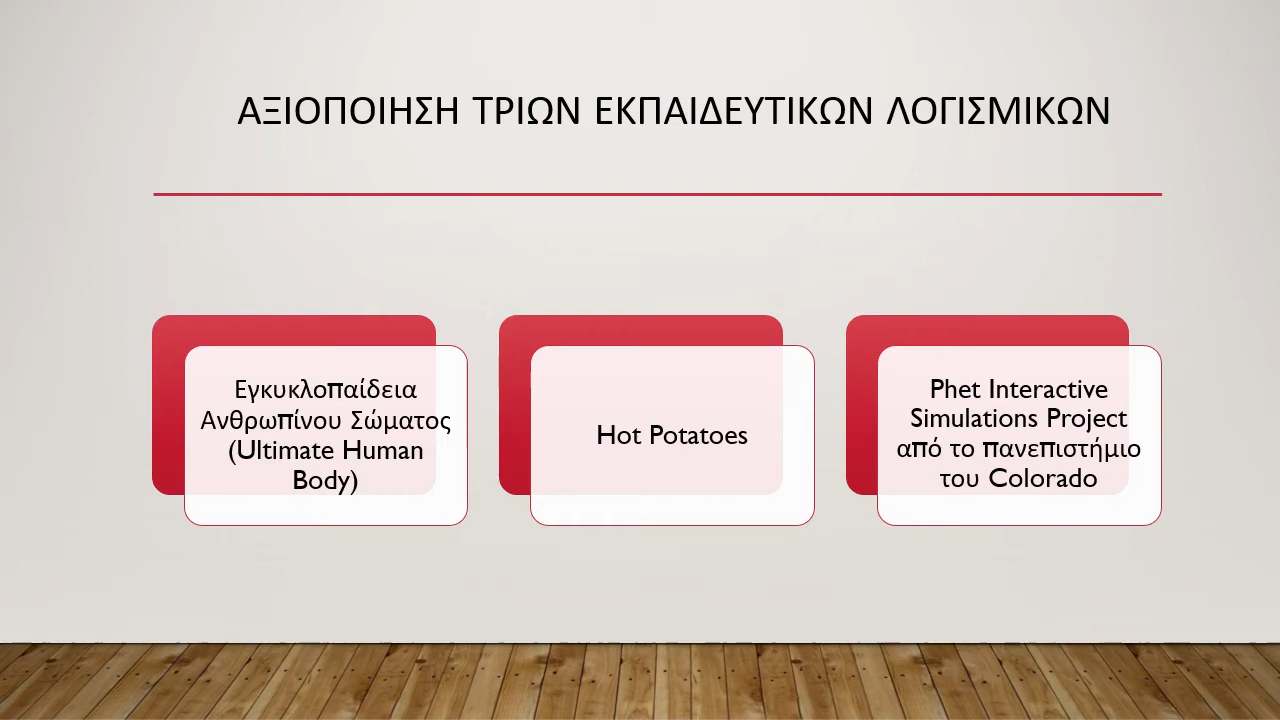 ΑΞΙΟΠΟΙΗΣΗ ΤΡΙΩΝ ΕΚΠΑΙΔΕΥΤΙΚΩΝ ΛΟΓΙΣΜΙΚΩΝ
Εγκυκλοπαίδεια
Ανθρωπίνου Σώματος
(Ultimate Human
Body)
Hot Potatoes
Phet Interactive
Simulations Project
από το πανεπιστήμιο
του Colorado